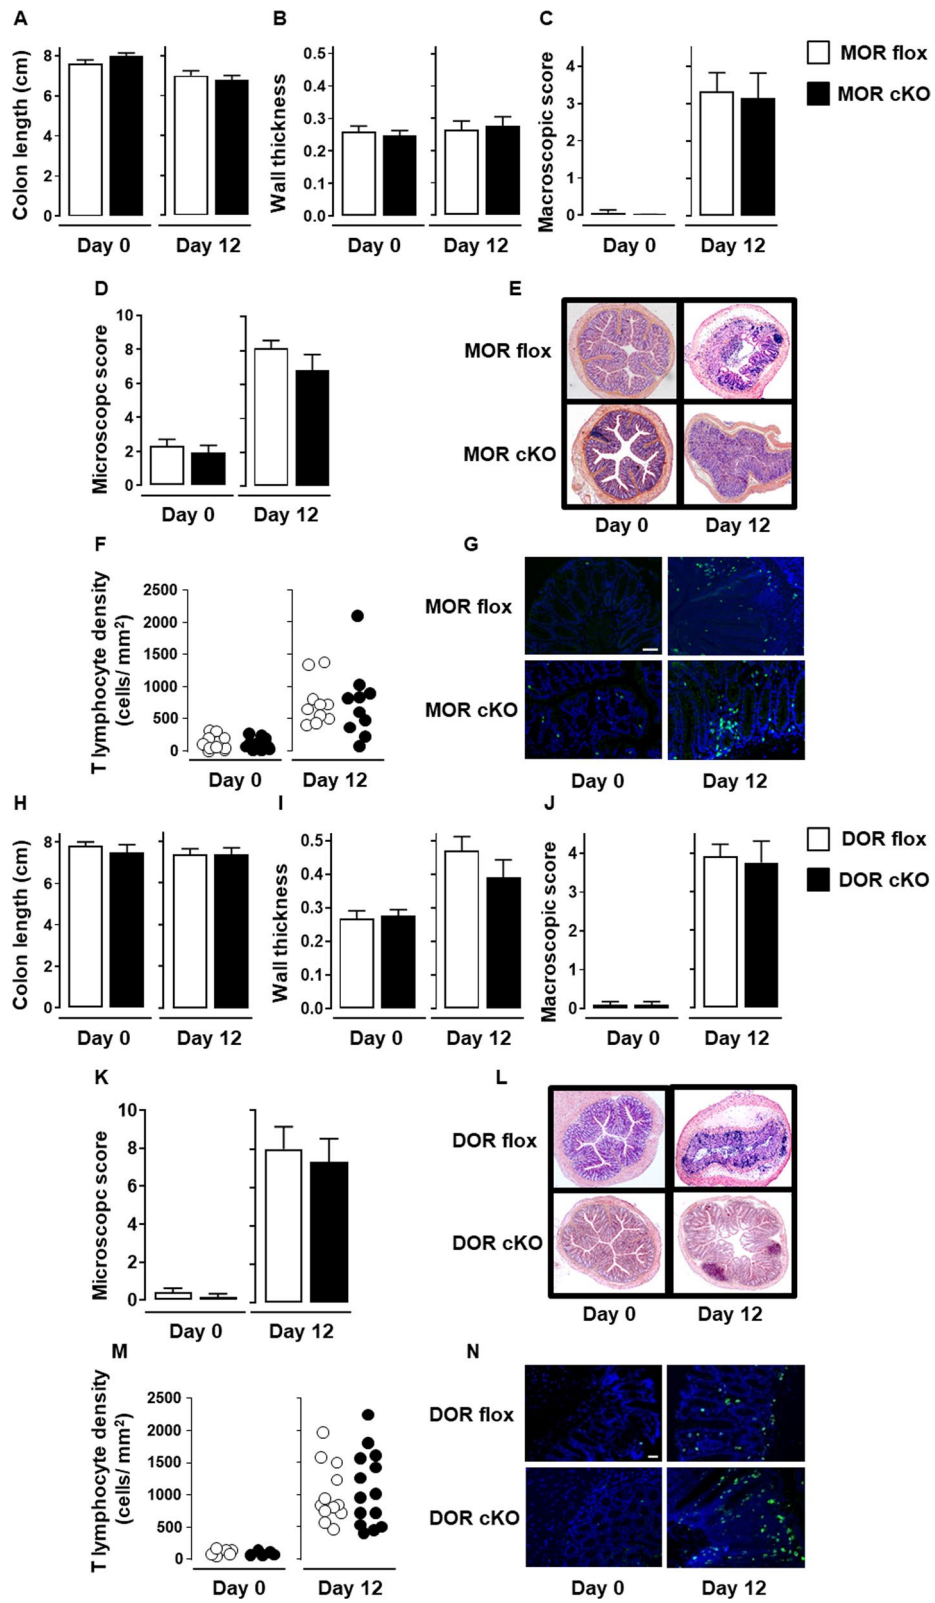 A
B
C
Colon length (cm)
8
6
4
2
0
Day 0
Day 12
Wall thickness
0.5
0.4
0.3
0.2
0.1
0.0
Day 0
Day 12
Macroscopic score
4
3
2
1
0
Day 0
Day 12
MOR flox
MOR cKO
D
E
Microscopc score
10
8
6
4
2
0
Day 0
Day 12
MOR flox
MOR cKO
Day 0
Day 12
F
G
T lymphocyte density
(cells/ mm2)
2500
2000
1500
1000
500
0
Day 0
Day 12
MOR flox
MOR cKO
Day 0
Day 12
H
I
J
Colon length (cm)
8
6
4
2
0
Day 0
Day 12
Wall thickness
0.5
0.4
0.3
0.2
0.1
0.0
Day 0
Day 12
Macroscopic score
4
3
2
1
0
Day 0
Day 12
DOR flox
DOR cKO
K
L
Microscopc score
10
8
6
4
2
0
Day 0
Day 12
DOR flox
DOR cKO
Day 0
Day 12
M
N
T lymphocyte density
(cells/ mm2)
2500
2000
1500
1000
500
0
Day 0
Day 12
DOR flox
DOR cKO
Day 0
Day 12